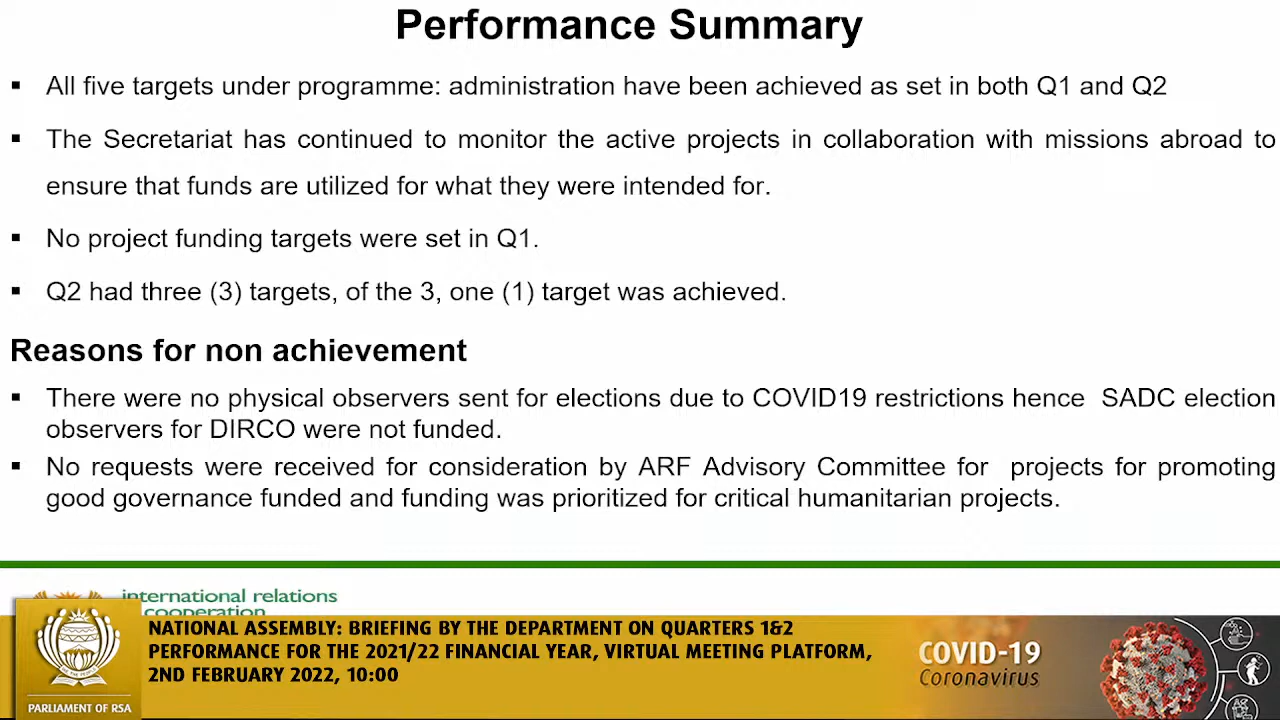 Performance Summary
▪ All five targets under programme: administration have been achieved as set in both Q1 and Q2
▪ The Secretariat has continued to monitor the active projects in collaboration with missions abroad to
ensure that funds are utilized for what they were intended for.
▪ No project funding targets were set in Q1.
▪ Q2 had three (3) targets, of the 3, one (1) target was achieved.
Reasons for non achievement
▪ There were no physical observers sent for elections due to COVID19 restrictions hence SADC election
observers for DIRCO were not funded.
▪ No requests were received for consideration by ARF Advisory Committee for projects for promoting
good governance funded and funding was prioritized for critical humanitarian projects.
international relations
cooperation
NATIONAL ASSEMBLY: BRIEFING BY THE DEPARTMENT ON QUARTERS 1&2
PERFORMANCE FOR THE 2021/22 FINANCIAL YEAR, VIRTUAL MEETING PLATFORM,
2ND FEBRUARY 2022, 10:00
PARLIAMENT OF RSA
COVID-19
Coronavirus